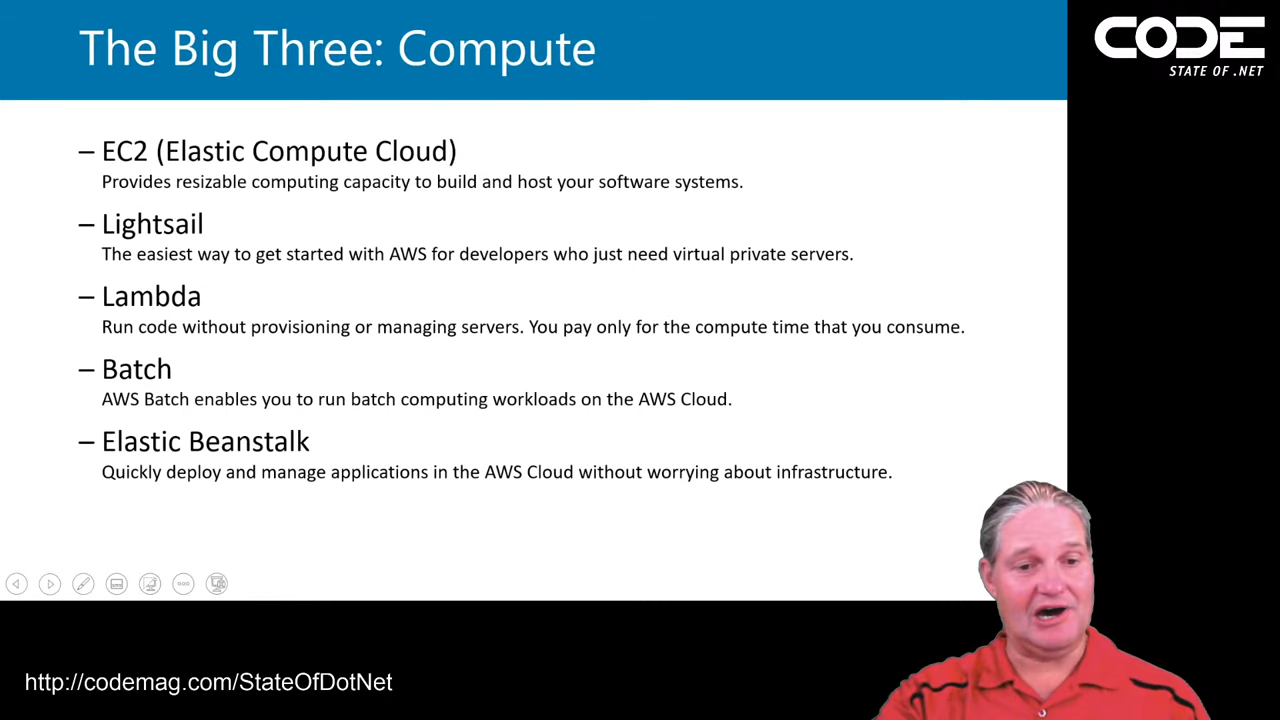 The Big Three: Compute
CODE
STATE OF .NET
– EC2 (Elastic Compute Cloud)
Provides resizable computing capacity to build and host your software systems.
– Lightsail
The easiest way to get started with AWS for developers who just need virtual private servers.
– Lambda
Run code without provisioning or managing servers. You pay only for the compute time that you consume.
– Batch
AWS Batch enables you to run batch computing workloads on the AWS Cloud.
– Elastic Beanstalk
Quickly deploy and manage applications in the AWS Cloud without worrying about infrastructure.
http://codemag.com/StateOfDotNet